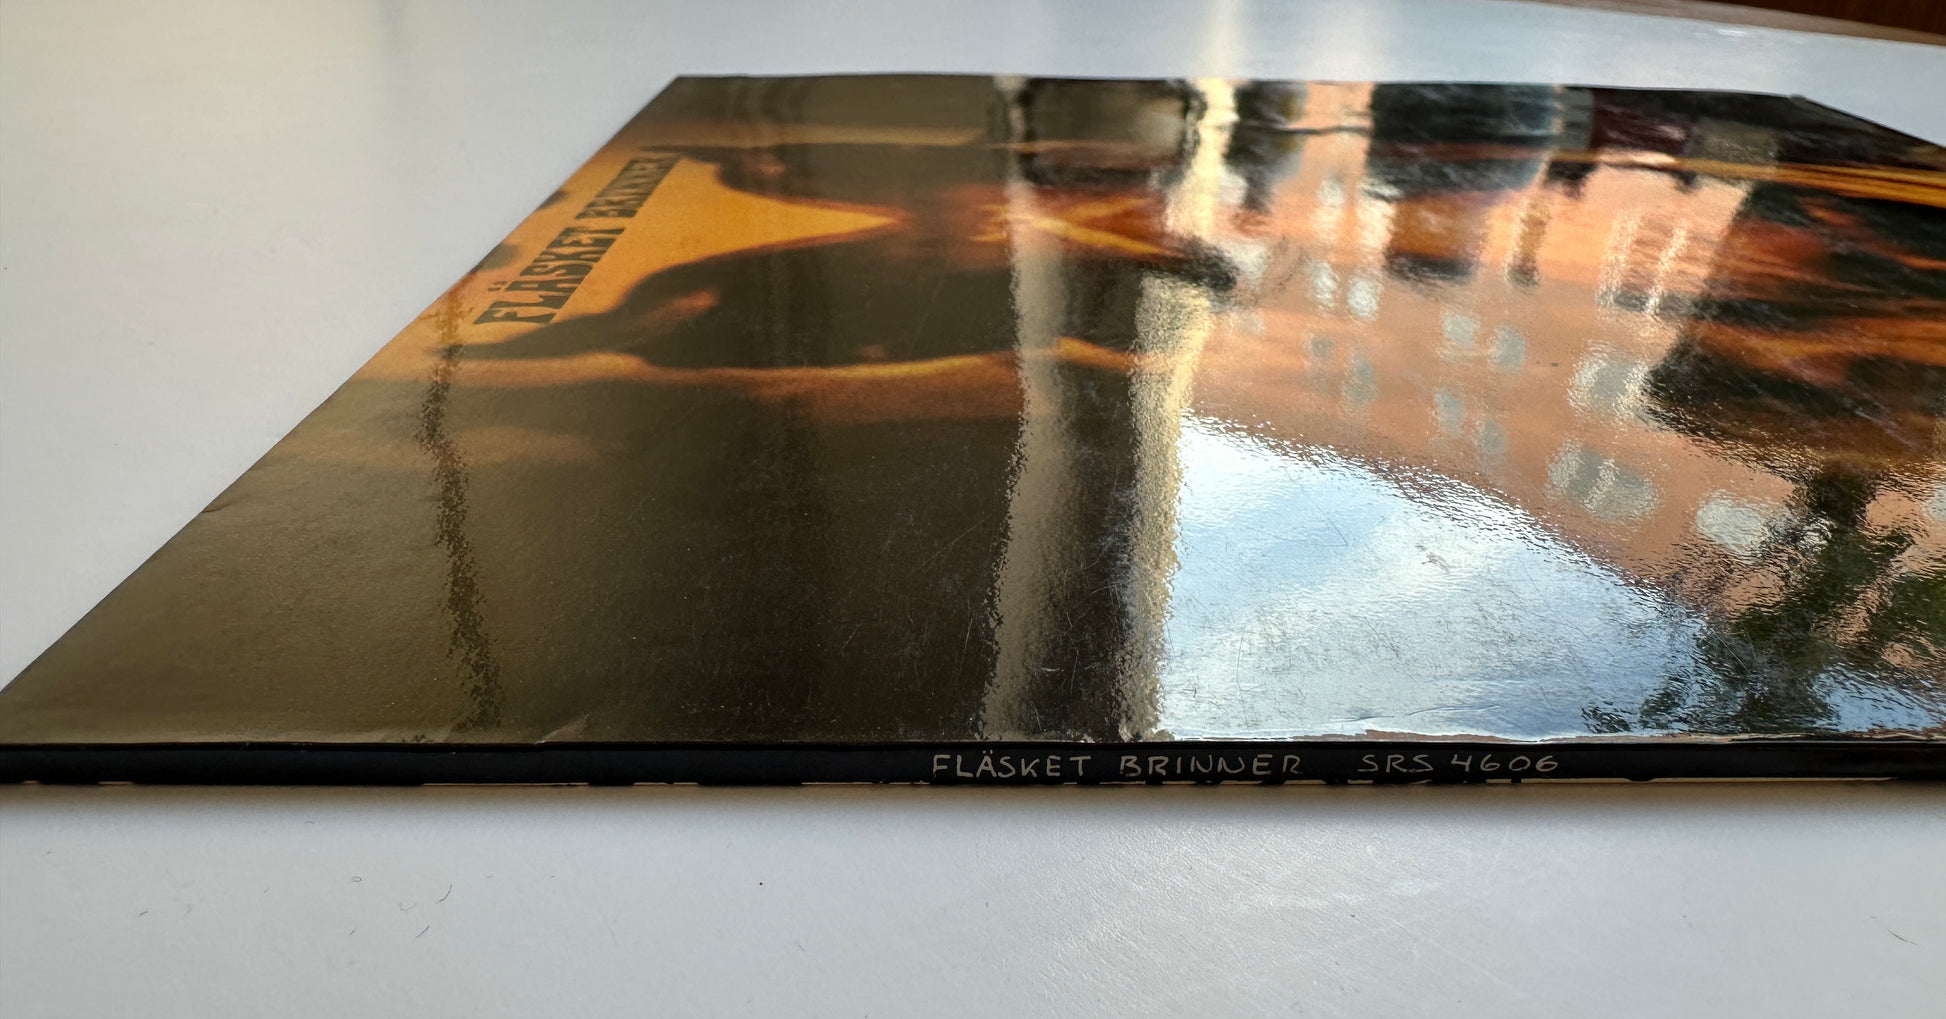 FLÄSKET BRINNER
FLÄSKET BRINNER SRS 4606